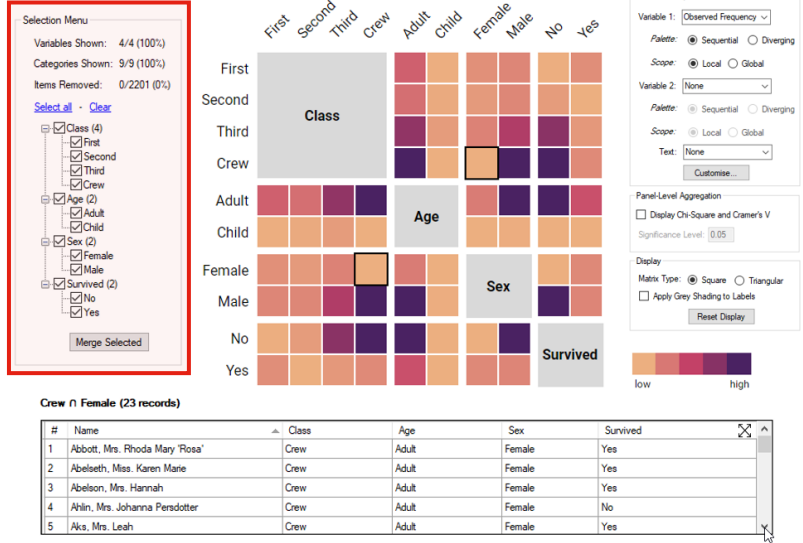 Selection Menu
Variables Shown: 4/4 (100%)
Categories Shown: 9/9 (100%)
Items Removed: 0/2201 (0%)
Select all - Clear
Class (4)
First
Second
Third
Crew
Age (2)
Adult
Child
Sex (2)
Female
Male
Survived (2)
No
Yes
Merge Selected
First Second Third Crew Adult Child Female Male No Yes
First
Second
Third
Crew
Class
Adult
Child
Age
Female
Male
Sex
No
Yes
Survived
Variable 1: Observed Frequency
Palette: Sequential Diverging
Scope: Local Global
Variable 2: None
Palette: Sequential Diverging
Scope: Local Global
Text: None
Customise...
Panel-Level Aggregation
Display Chi-Square and Cramer's V
Significance Level: 0.05
Display
Matrix Type: Square Triangular
Apply Grey Shading to Labels
Reset Display
low high
Crew ∩ Female (23 records)
# Name Class Age Sex Survived
1 Abbott, Mrs. Rhoda Mary 'Rosa' Crew Adult Female Yes
2 Abelseth, Miss. Karen Marie Crew Adult Female Yes
3 Abelson, Mrs. Hannah Crew Adult Female Yes
4 Ahlin, Mrs. Johanna Persdotter Crew Adult Female No
5 Aks, Mrs. Leah Crew Adult Female Yes